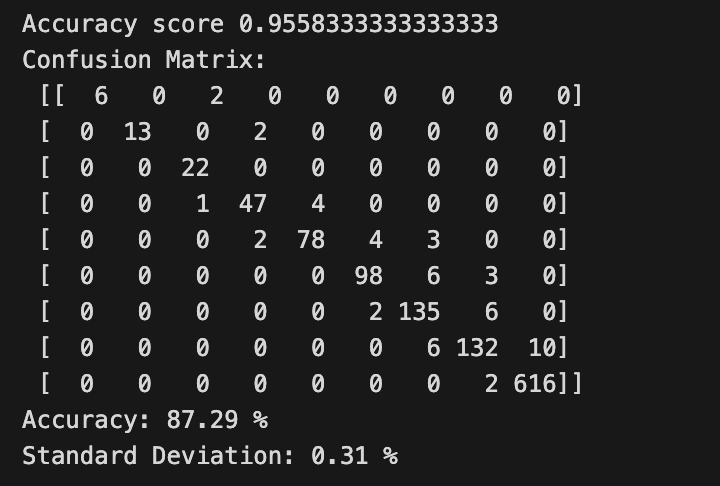 Accuracy score 0.9558333333333333
Confusion Matrix:
[[  6   0   2   0   0   0   0   0   0]
[  0  13   0   2   0   0   0   0   0]
[  0   0  22   0   0   0   0   0   0]
[  0   0   1  47   4   0   0   0   0]
[  0   0   0   2  78   4   3   0   0]
[  0   0   0   0   0  98   6   3   0]
[  0   0   0   0   0   2 135   6   0]
[  0   0   0   0   0   0   6 132  10]
[  0   0   0   0   0   0   0   2 616]]
Accuracy: 87.29 %
Standard Deviation: 0.31 %